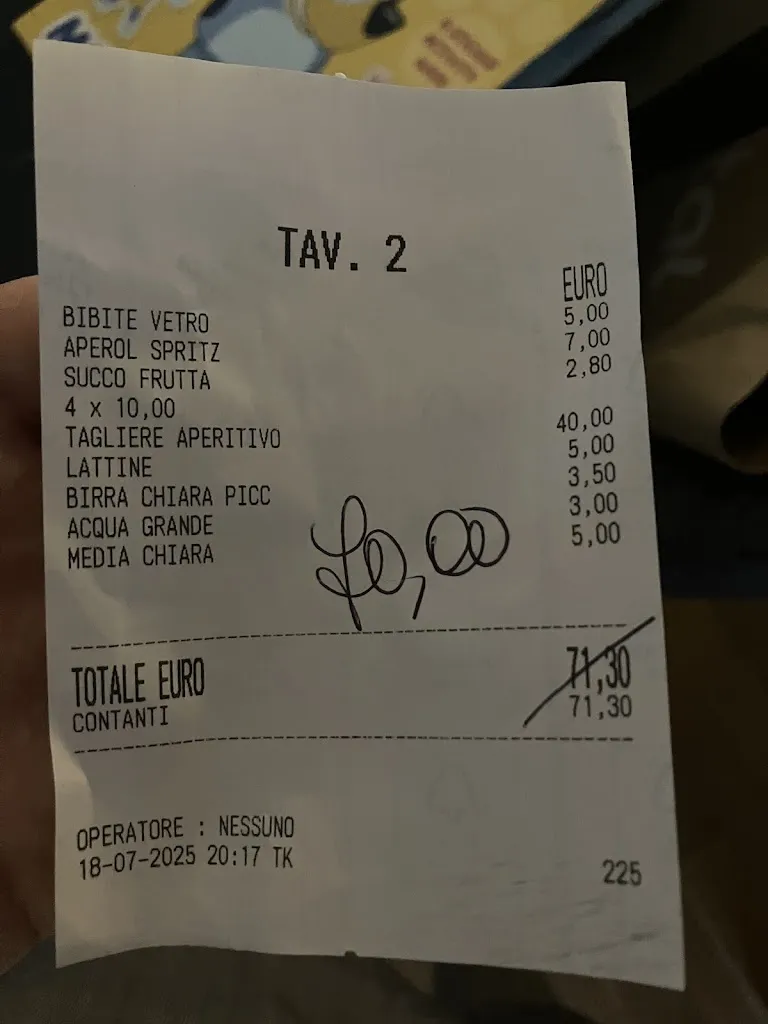 TAV. 2
EURO
BIBITE VETRO 5,00
APEROL SPRITZ 7,00
SUCCO FRUTTA 2,80
4 x 10,00
TAGLIERE APERITIVO 40,00
LATTINE 5,00
BIRRA CHIARA PICC 3,50
ACQUA GRANDE 3,00
MEDIA CHIARA 5,00
70,00
TOTALE EURO 71,30
CONTANTI 71,30
OPERATORE : NESSUNO
18-07-2025 20:17 TK 225